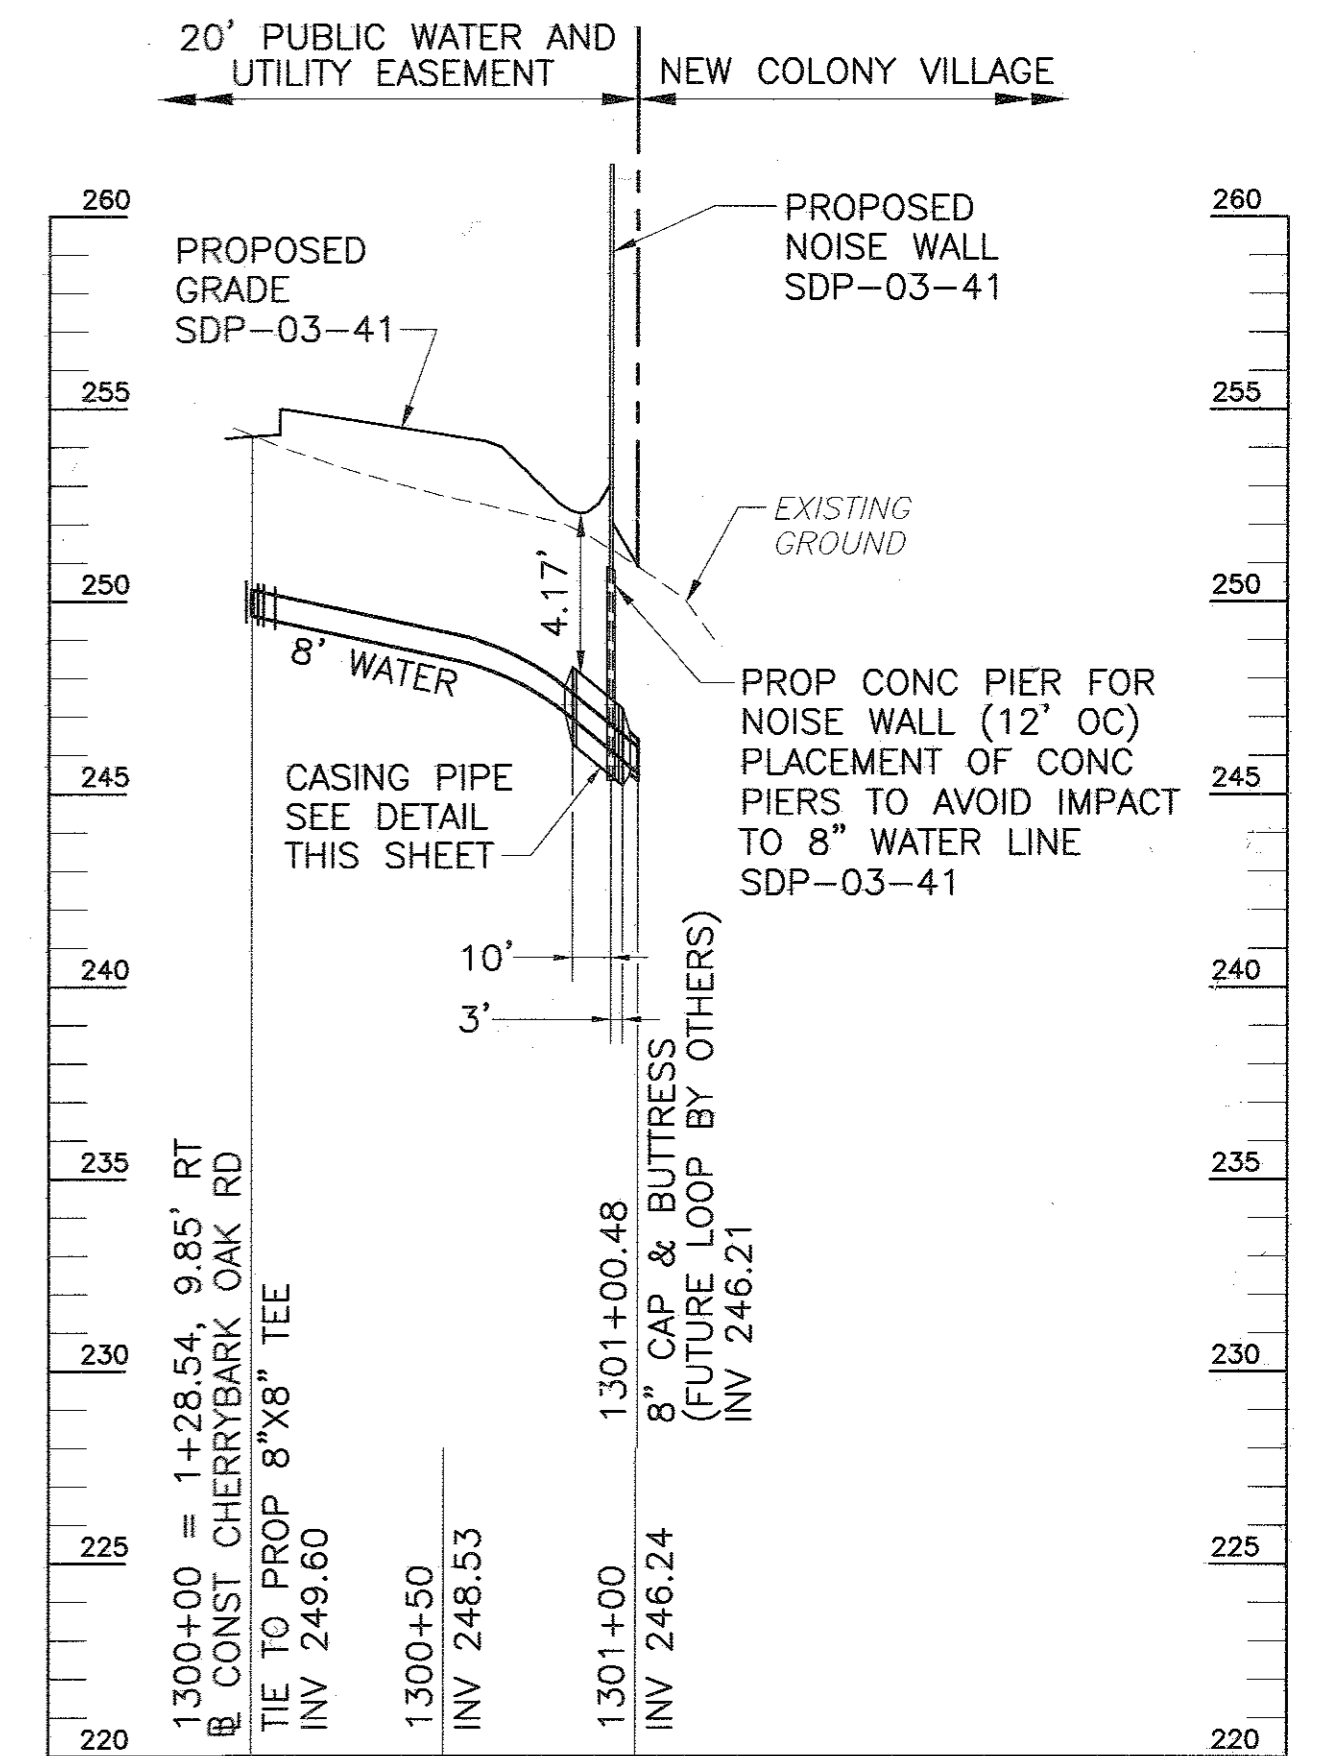 20' PUBLIC WATER AND
UTILITY EASEMENT
NEW COLONY VILLAGE
260
260
PROPOSED
GRADE
SDP-03-41
PROPOSED
NOISE WALL
SDP-03-41
255
255
EXISTING
GROUND
4.17'
250
250
8' WATER
PROP CONC PIER FOR
NOISE WALL (12' OC)
PLACEMENT OF CONC
PIERS TO AVOID IMPACT
TO 8" WATER LINE
SDP-03-41
CASING PIPE
SEE DETAIL
THIS SHEET
245
245
10'
240
240
3'
235
235
230
230
225
225
220
220
1300+00 = 1+28.54, 9.85' RT
BL CONST CHERRYBARK OAK RD
TIE TO PROP 8"X8" TEE
INV 249.60
1300+50
INV 248.53
1301+00.48
8" CAP & BUTTRESS
(FUTURE LOOP BY OTHERS)
INV 246.21
1301+00
INV 246.24